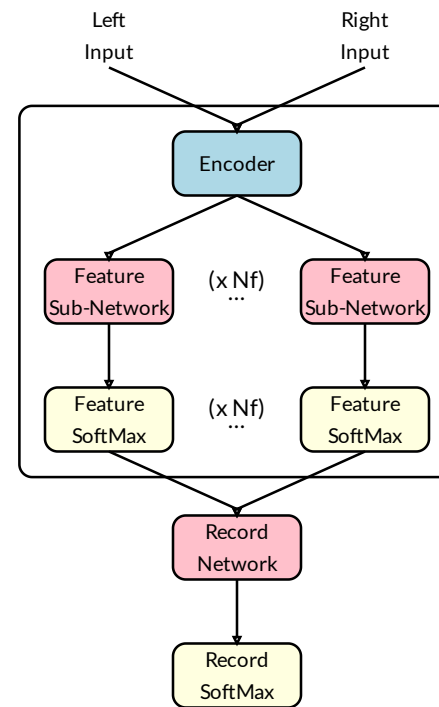 Left
Input
Right
Input
Encoder
Feature
Sub-Network
(x Nf)
...
Feature
Sub-Network
Feature
SoftMax
(x Nf)
...
Feature
SoftMax
Record
Network
Record
SoftMax